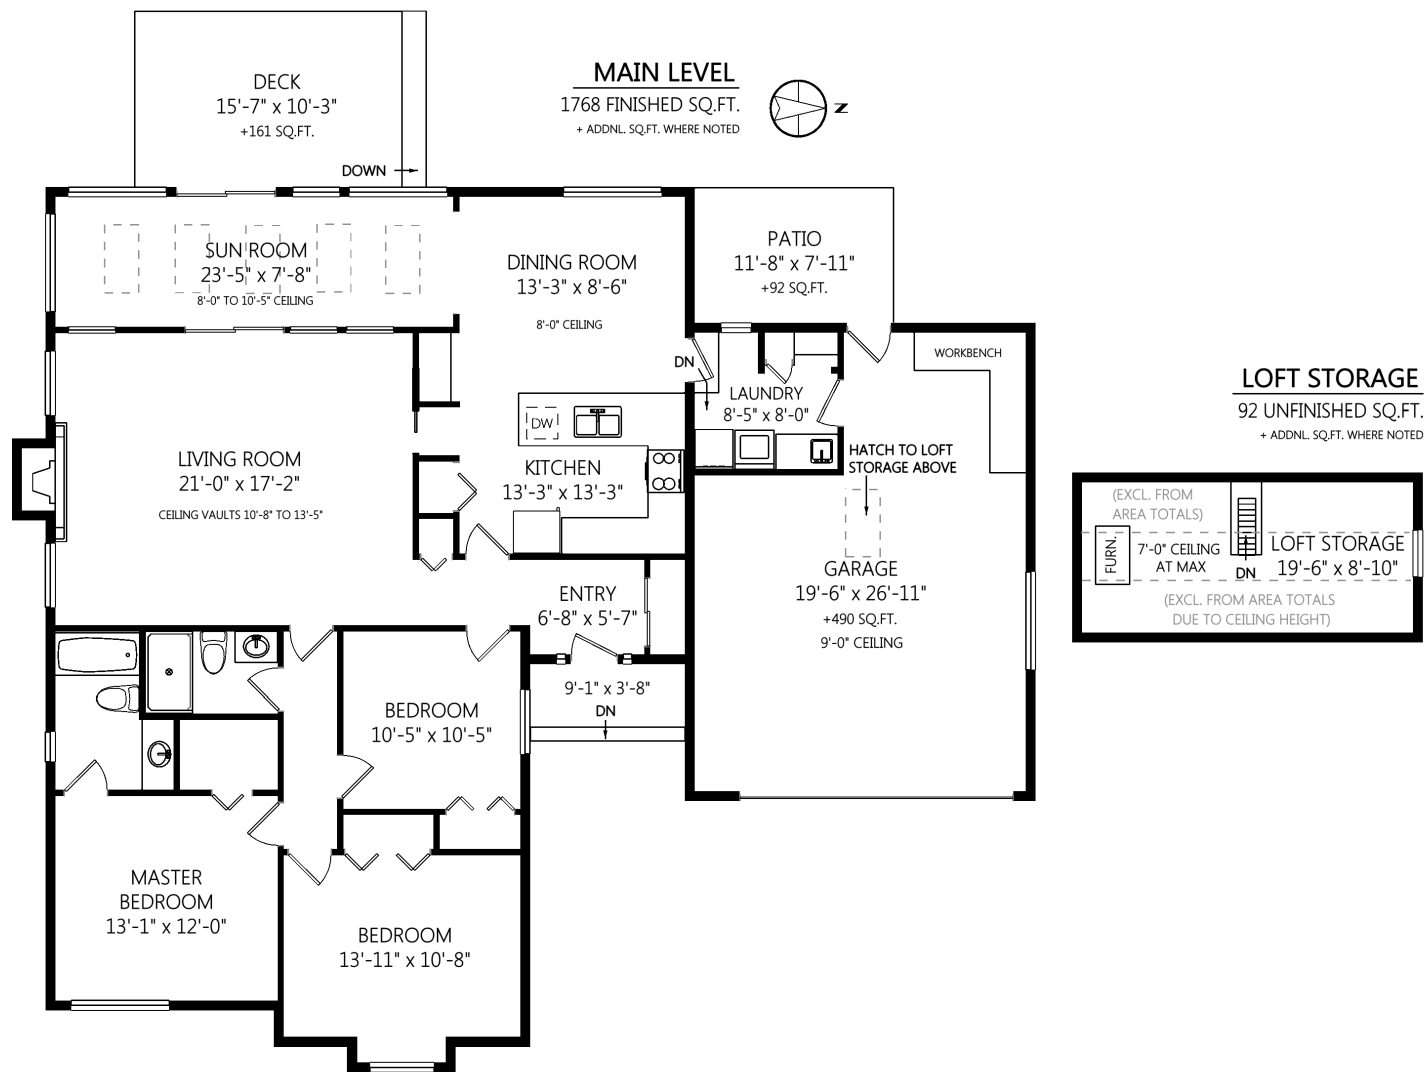 DECK
15'-7" x 10'-3"
+161 SQ.FT.
DOWN
MAIN LEVEL
1768 FINISHED SQ.FT.
+ ADDNL. SQ.FT. WHERE NOTED
N
SUN ROOM
23'-5" x 7'-8"
8'-0" TO 10'-5" CEILING
DINING ROOM
13'-3" x 8'-6"
8'-0" CEILING
PATIO
11'-8" x 7'-11"
+92 SQ.FT.
WORKBENCH
DN
LAUNDRY
8'-5" x 8'-0"
DW
KITCHEN
13'-3" x 13'-3"
LIVING ROOM
21'-0" x 17'-2"
CEILING VAULTS 10'-8" TO 13'-5"
HATCH TO LOFT
STORAGE ABOVE
GARAGE
19'-6" x 26'-11"
+490 SQ.FT.
9'-0" CEILING
ENTRY
6'-8" x 5'-7"
9'-1" x 3'-8"
DN
BEDROOM
10'-5" x 10'-5"
MASTER
BEDROOM
13'-1" x 12'-0"
BEDROOM
13'-11" x 10'-8"
LOFT STORAGE
92 UNFINISHED SQ.FT.
+ ADDNL. SQ.FT. WHERE NOTED
(EXCL. FROM
AREA TOTALS)
FURN.
7'-0" CEILING
AT MAX
DN
LOFT STORAGE
19'-6" x 8'-10"
(EXCL. FROM AREA TOTALS
DUE TO CEILING HEIGHT)